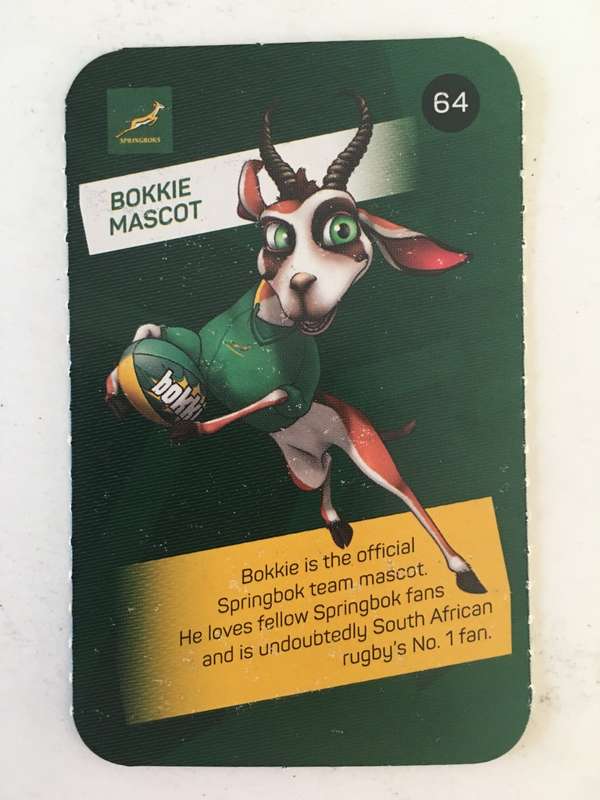 64
SPRINGBOKS
BOKKIE
MASCOT
Bokkie is the official
Springbok team mascot.
He loves fellow Springbok fans
and is undoubtedly South African
rugby's No. 1 fan.